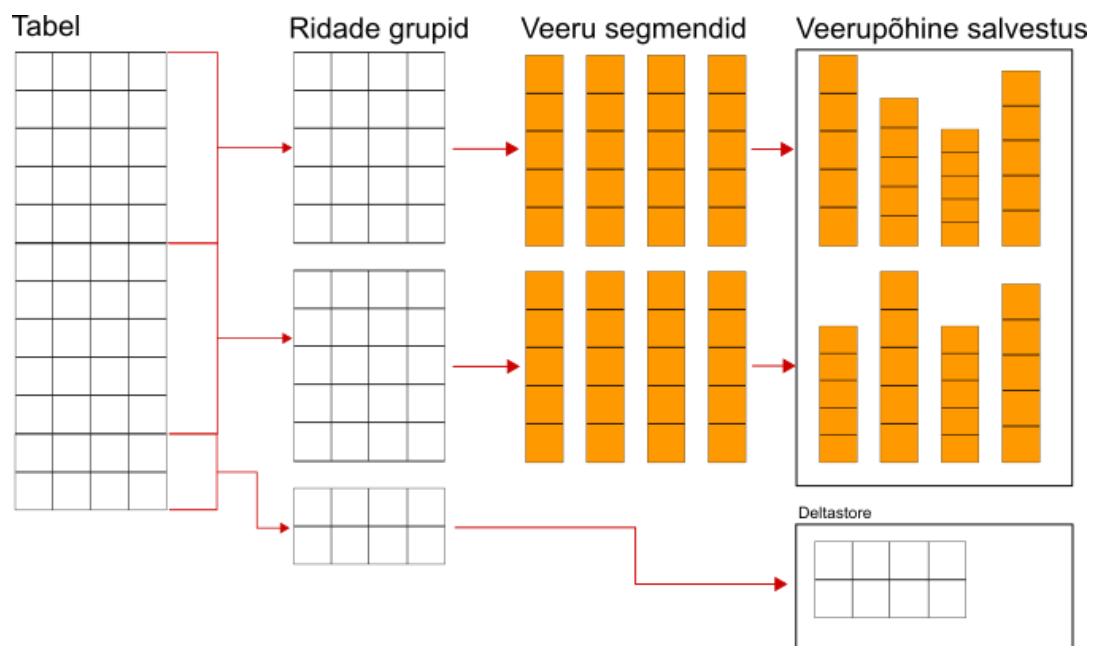 Tabel
Ridade grupid
Veeru segmendid
Veerupõhine salvestus
Deltastore